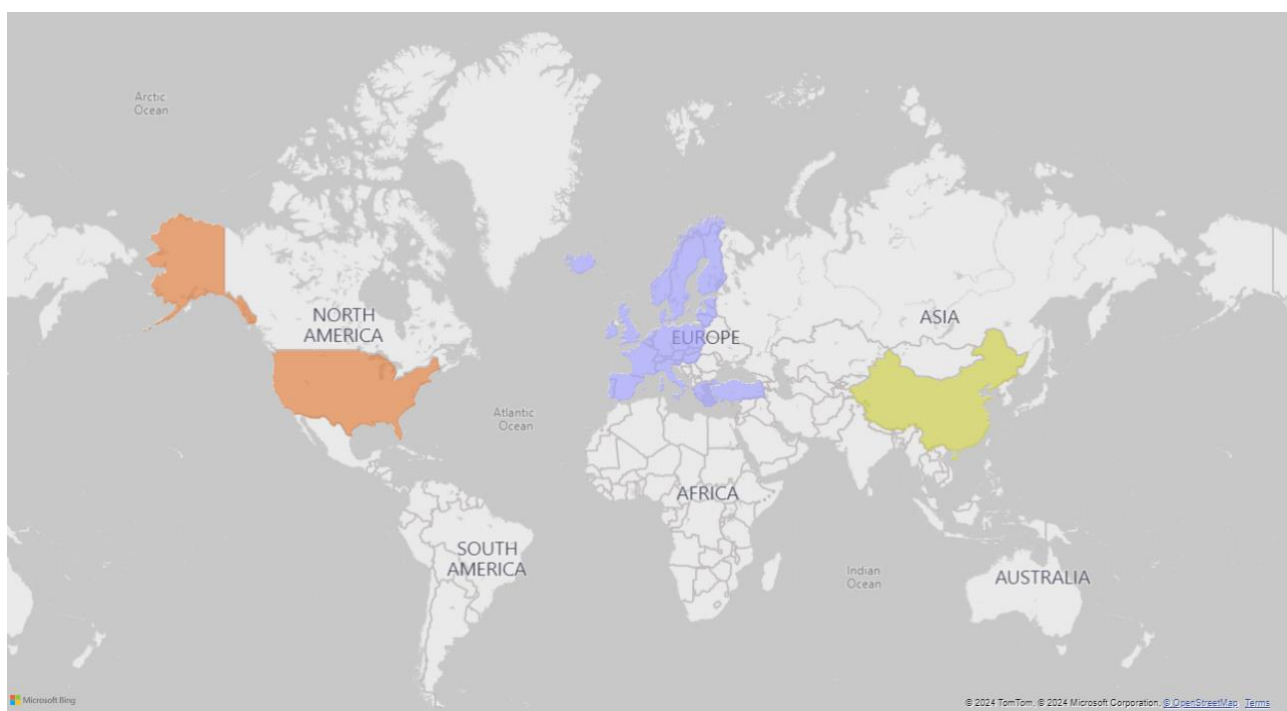 Arctic
Ocean
NORTH
AMERICA
EUROPE
ASIA
Atlantic
Ocean
AFRICA
SOUTH
AMERICA
Indian
Ocean
AUSTRALIA
Microsoft Bing
© 2024 TomTom, © 2024 Microsoft Corporation, © OpenStreetMap Terms